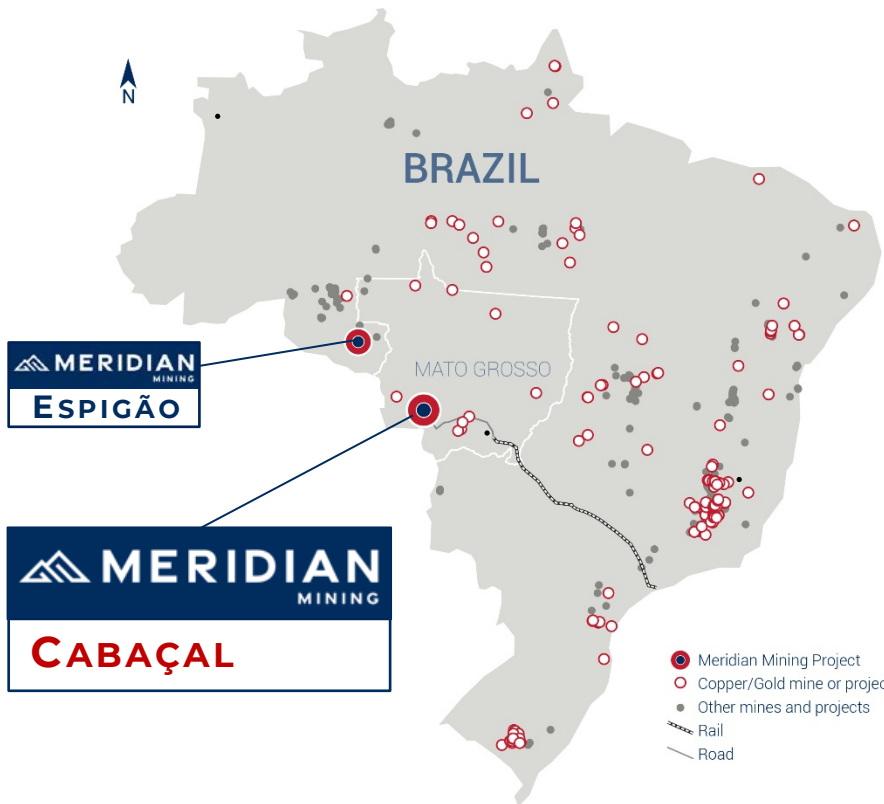 N
BRAZIL
MATO GROSSO
MERIDIAN
MINING
ESPIGÃO
MERIDIAN
MINING
CABAÇAL
Meridian Mining Project
Copper/Gold mine or projec
Other mines and projects
Rail
Road